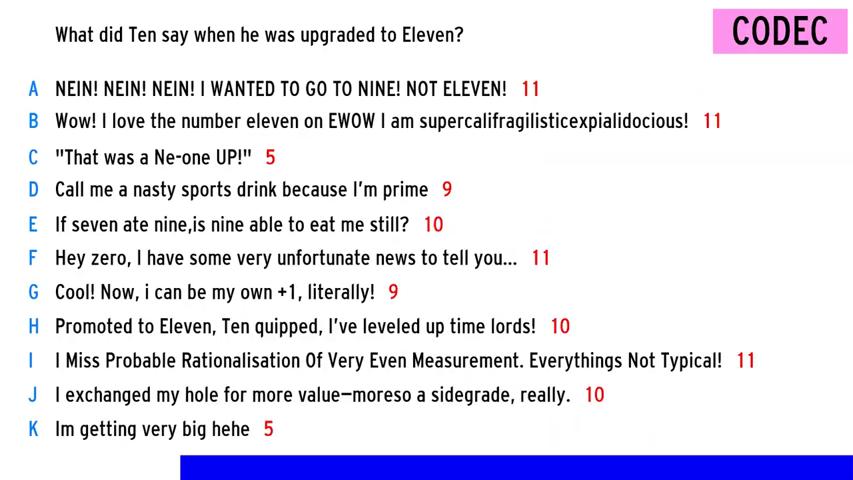 What did Ten say when he was upgraded to Eleven?
CODEC
A NEIN! NEIN! NEIN! I WANTED TO GO TO NINE! NOT ELEVEN! 11
B Wow! I love the number eleven on EWOW I am supercalifragilisticexpialidocious! 11
C "That was a Ne-one UP!" 5
D Call me a nasty sports drink because I'm prime 9
E If seven ate nine,is nine able to eat me still? 10
F Hey zero, I have some very unfortunate news to tell you... 11
G Cool! Now, i can be my own +1, literally! 9
H Promoted to Eleven, Ten quipped, I've leveled up time lords! 10
I I Miss Probable Rationalisation Of Very Even Measurement. Everythings Not Typical! 11
J I exchanged my hole for more value—moreso a sidegrade, really. 10
K Im getting very big hehe 5